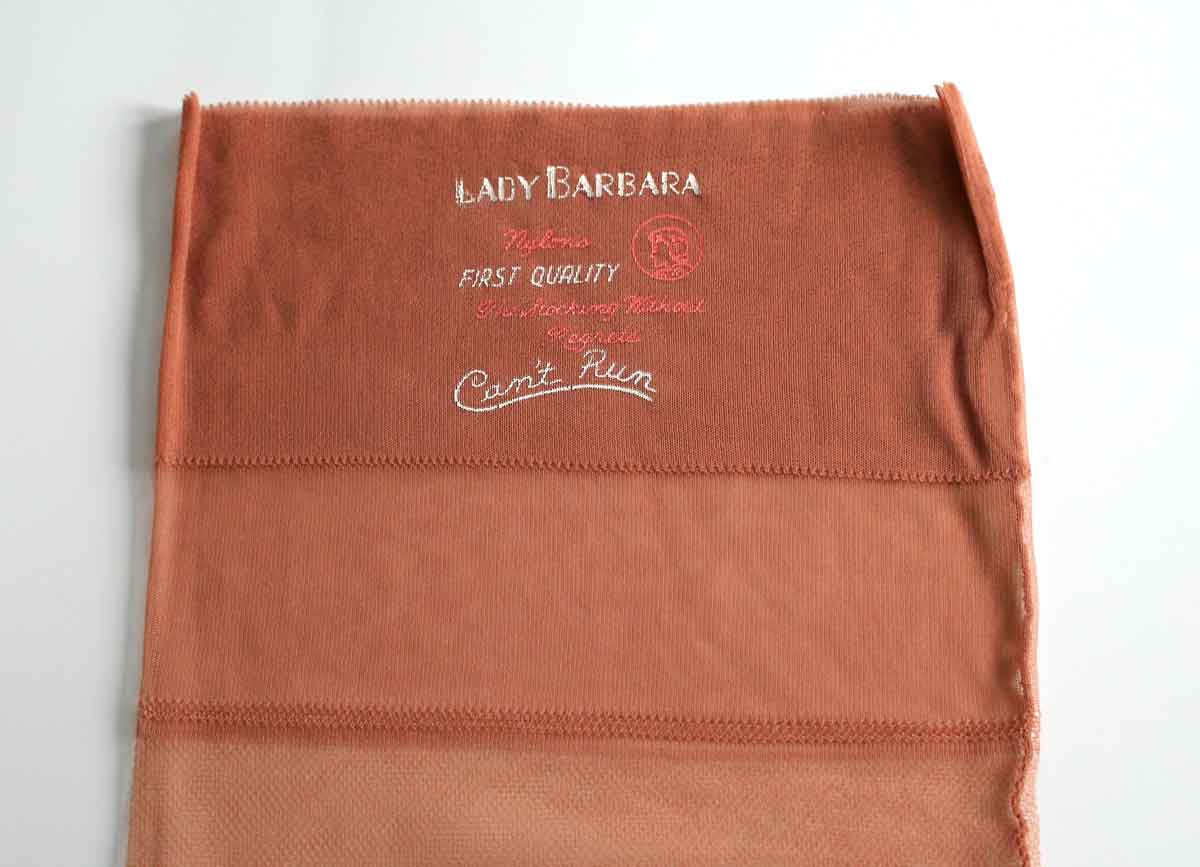 LADY BARBARA
Nylons
FIRST QUALITY
The Stocking Without
Regrets
Can't Run